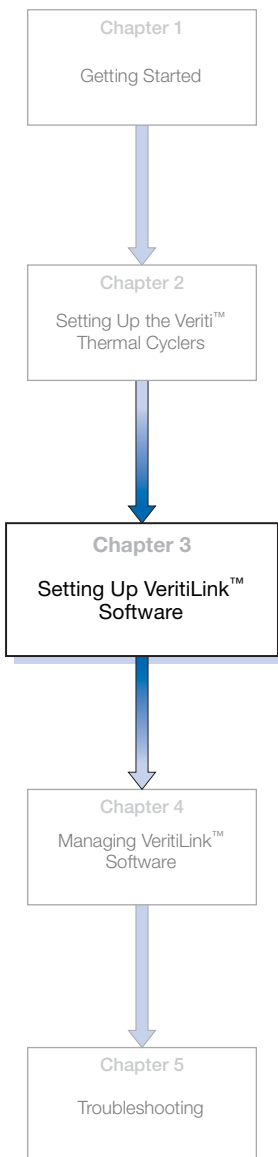 Chapter 1
Getting Started
Chapter 2
Setting Up the Veriti™
Thermal Cyclers
Chapter 3
Setting Up VeritiLink™
Software
Chapter 4
Managing VeritiLink™
Software
Chapter 5
Troubleshooting